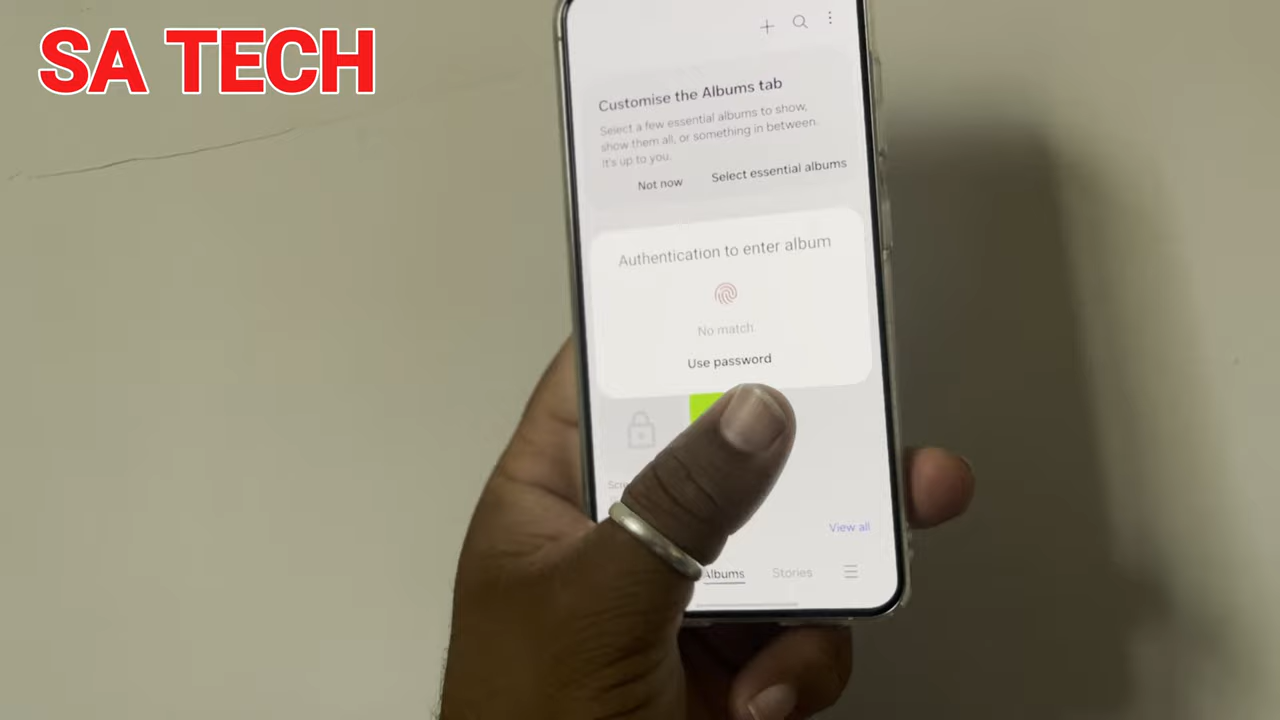 SA TECH
Customise the Albums tab
Select a few essential albums to show,
show them all, or something in between.
It's up to you.
Not now
Select essential albums
Authentication to enter album
No match.
Use password
View all
Albums
Stories